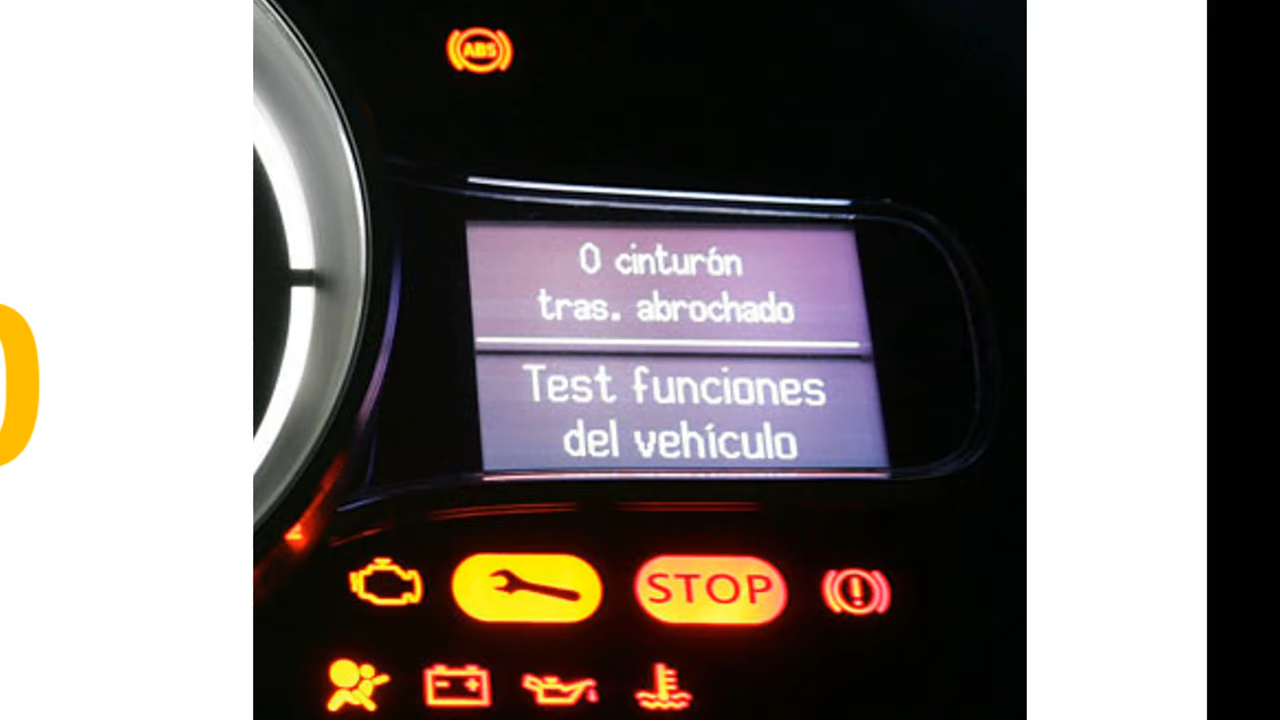 ABS
0 cinturón
tras. abrochado
Test funciones
del vehículo
STOP